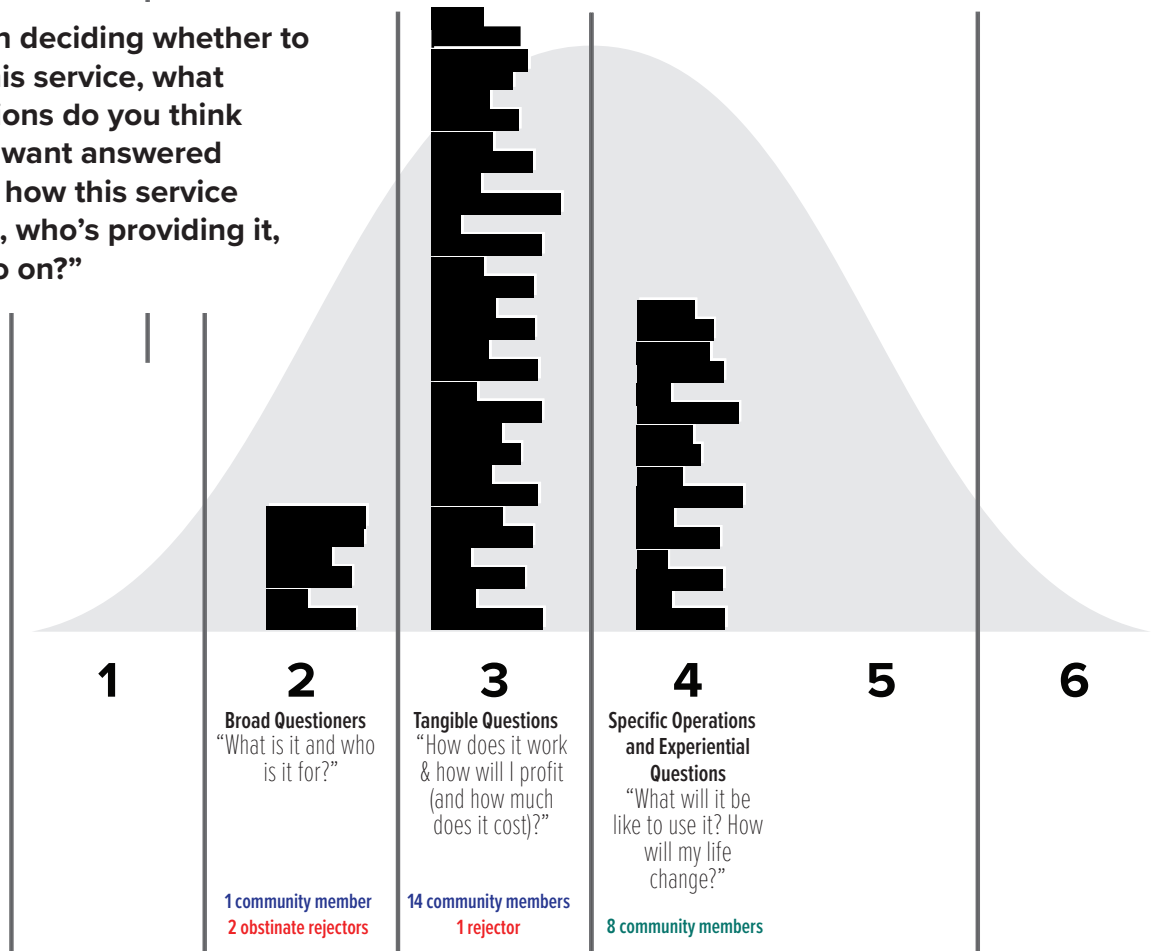 n deciding whether to
is service, what
ions do you think
want answered
how this service
, who’s providing it,
o on?”
1
2
3
4
5
6
Broad Questioners
“What is it and who
is it for?”
1 community member
2 obstinate rejectors
Tangible Questions
“How does it work
& how will I profit
(and how much
does it cost)?”
14 community members
1 rejector
Specific Operations
and Experiential
Questions
“What will it be
like to use it? How
will my life
change?”
8 community members